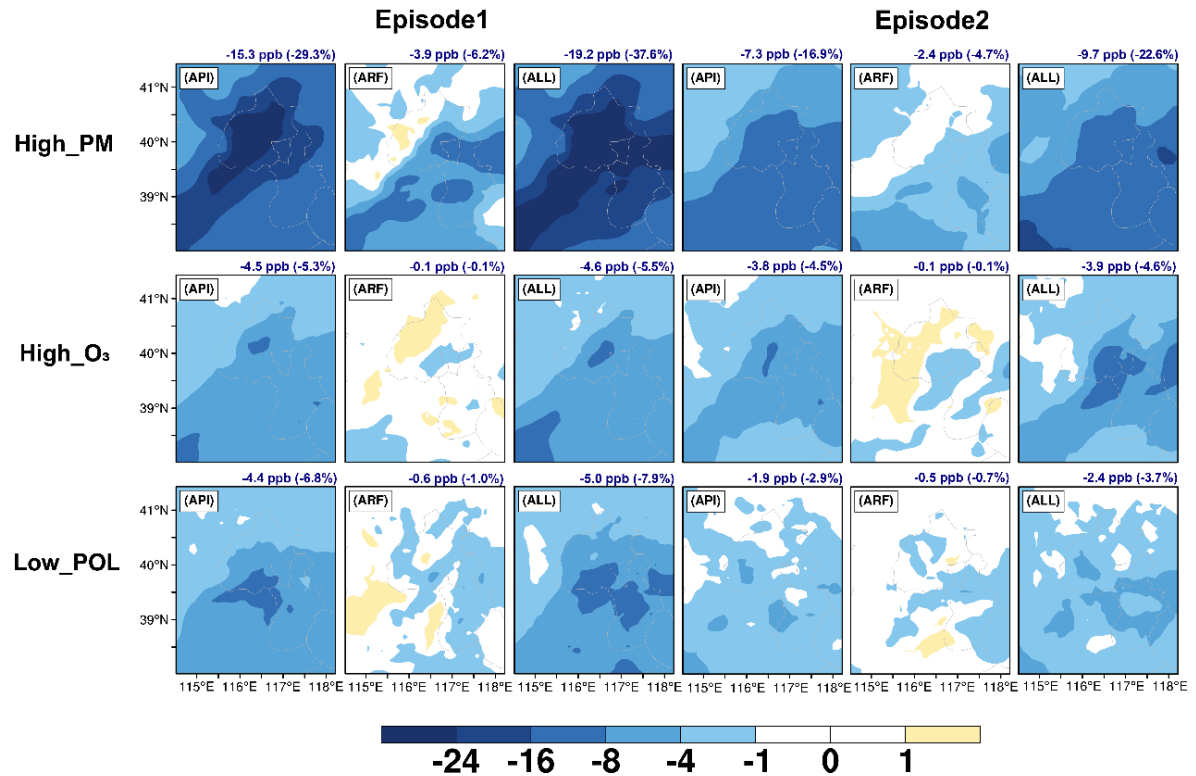 Episode1 Episode2
-15.3 ppb (-29.3%) -3.9 ppb (-6.2%) -19.2 ppb (-37.6%) -7.3 ppb (-16.9%) -2.4 ppb (-4.7%) -9.7 ppb (-22.6%)
(API) (ARF) (ALL) (API) (ARF) (ALL)
41°N
High_PM 40°N
39°N
-4.5 ppb (-5.3%) -0.1 ppb (-0.1%) -4.6 ppb (-5.5%) -3.8 ppb (-4.5%) -0.1 ppb (-0.1%) -3.9 ppb (-4.6%)
(API) (ARF) (ALL) (API) (ARF) (ALL)
41°N
High_O₃ 40°N
39°N
-4.4 ppb (-6.8%) -0.6 ppb (-1.0%) -5.0 ppb (-7.9%) -1.9 ppb (-2.9%) -0.5 ppb (-0.7%) -2.4 ppb (-3.7%)
(API) (ARF) (ALL) (API) (ARF) (ALL)
41°N
Low_POL 40°N
39°N
115°E 116°E 117°E 118°E 115°E 116°E 117°E 118°E 115°E 116°E 117°E 118°E 115°E 116°E 117°E 118°E 115°E 116°E 117°E 118°E 115°E 116°E 117°E 118°E
-24 -16 -8 -4 -1 0 1